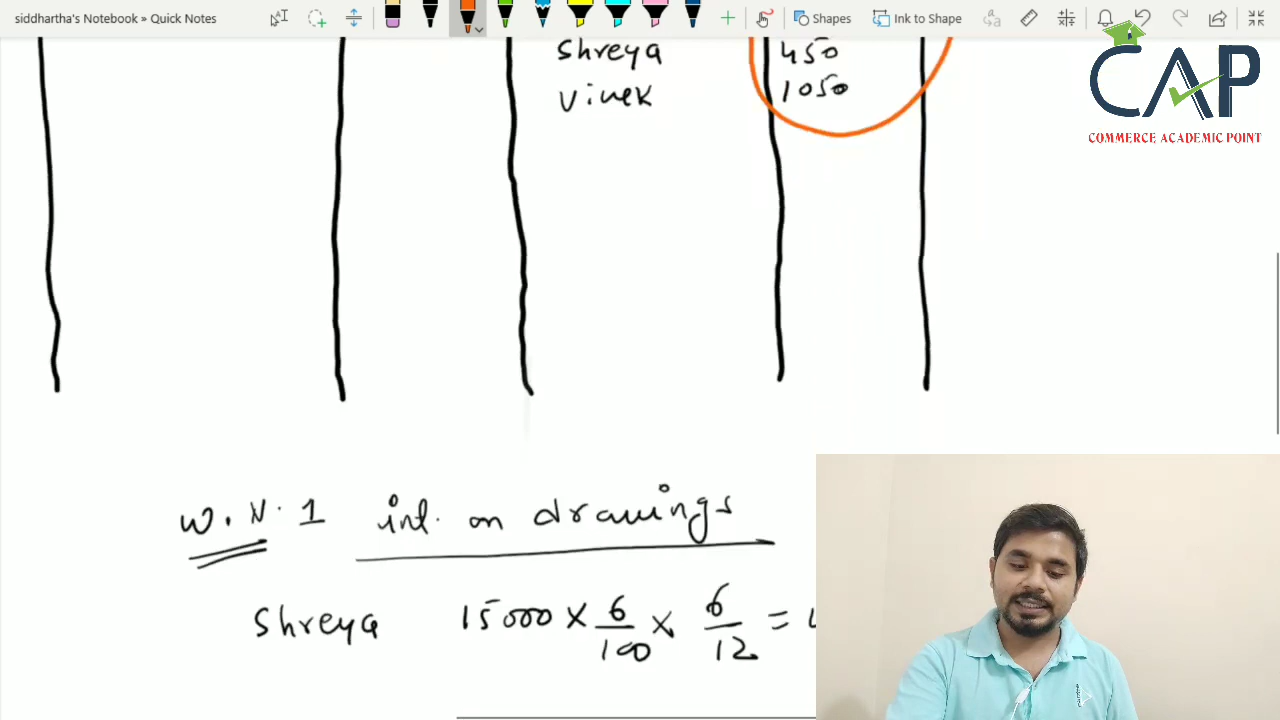 siddhartha's Notebook » Quick Notes
Shapes
Ink to Shape
CAP
COMMERCE ACADEMIC POINT
Shreya 450
Vivek 1050
W.N.1 int. on drawings
Shreya 15000 × 6/100 × 6/12 =